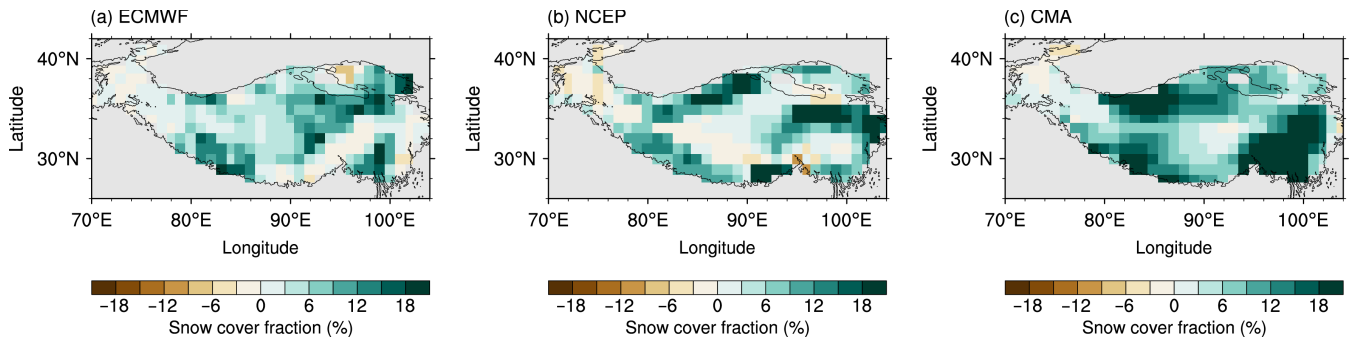 (a) ECMWF
(b) NCEP
(c) CMA
40°N
30°N
Latitude
70°E 80°E 90°E 100°E
Longitude
−18 −12 −6 0 6 12 18
Snow cover fraction (%)
40°N
30°N
Latitude
70°E 80°E 90°E 100°E
Longitude
−18 −12 −6 0 6 12 18
Snow cover fraction (%)
40°N
30°N
Latitude
70°E 80°E 90°E 100°E
Longitude
−18 −12 −6 0 6 12 18
Snow cover fraction (%)